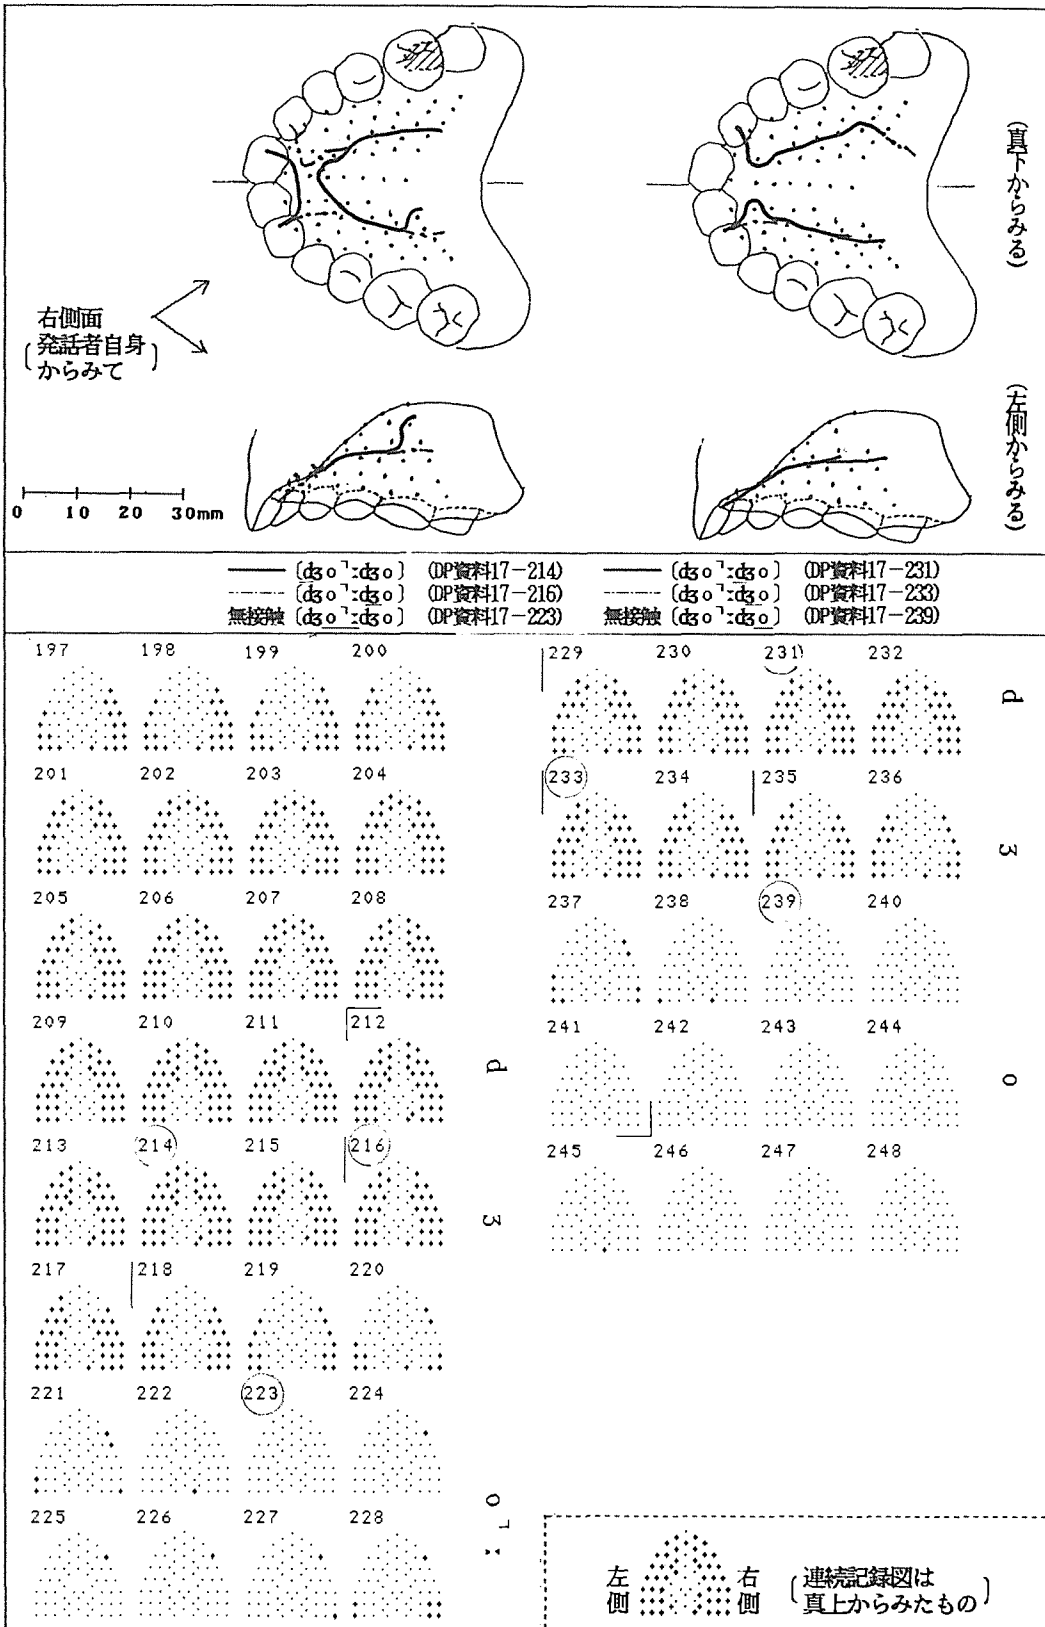 (真下からみる)
右側面
発話者自身
からみて
(左側からみる)
0 10 20 30mm
[dʒo˺:dʒo] (DP資料17-214)
[dʒo˺:dʒo] (DP資料17-216)
無接触 [dʒo˺:dʒo] (DP資料17-223)
[dʒo˺:dʒo] (DP資料17-231)
[dʒo˺:dʒo] (DP資料17-233)
無接触 [dʒo˺:dʒo] (DP資料17-239)
197 198 199 200
201 202 203 204
205 206 207 208
209 210 211 212
d
213 214 215 216
ʒ
217 218 219 220
221 222 223 224
o˺:
225 226 227 228
229 230 231 232
d
233 234 235 236
ʒ
237 238 239 240
241 242 243 244
o
245 246 247 248
左側
右側
連続記録図は
真上からみたもの